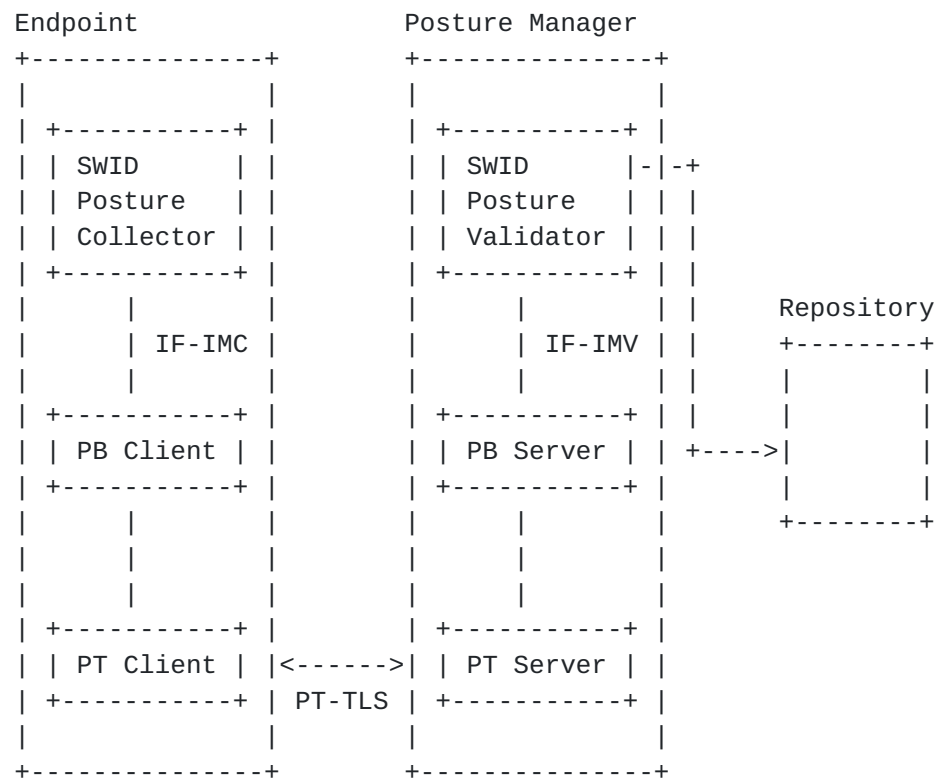 Endpoint Posture Manager
SWID SWID
Posture Posture
Collector Validator
Repository
IF-IMC IF-IMV
PB Client PB Server
PT Client PT Server
PT-TLS